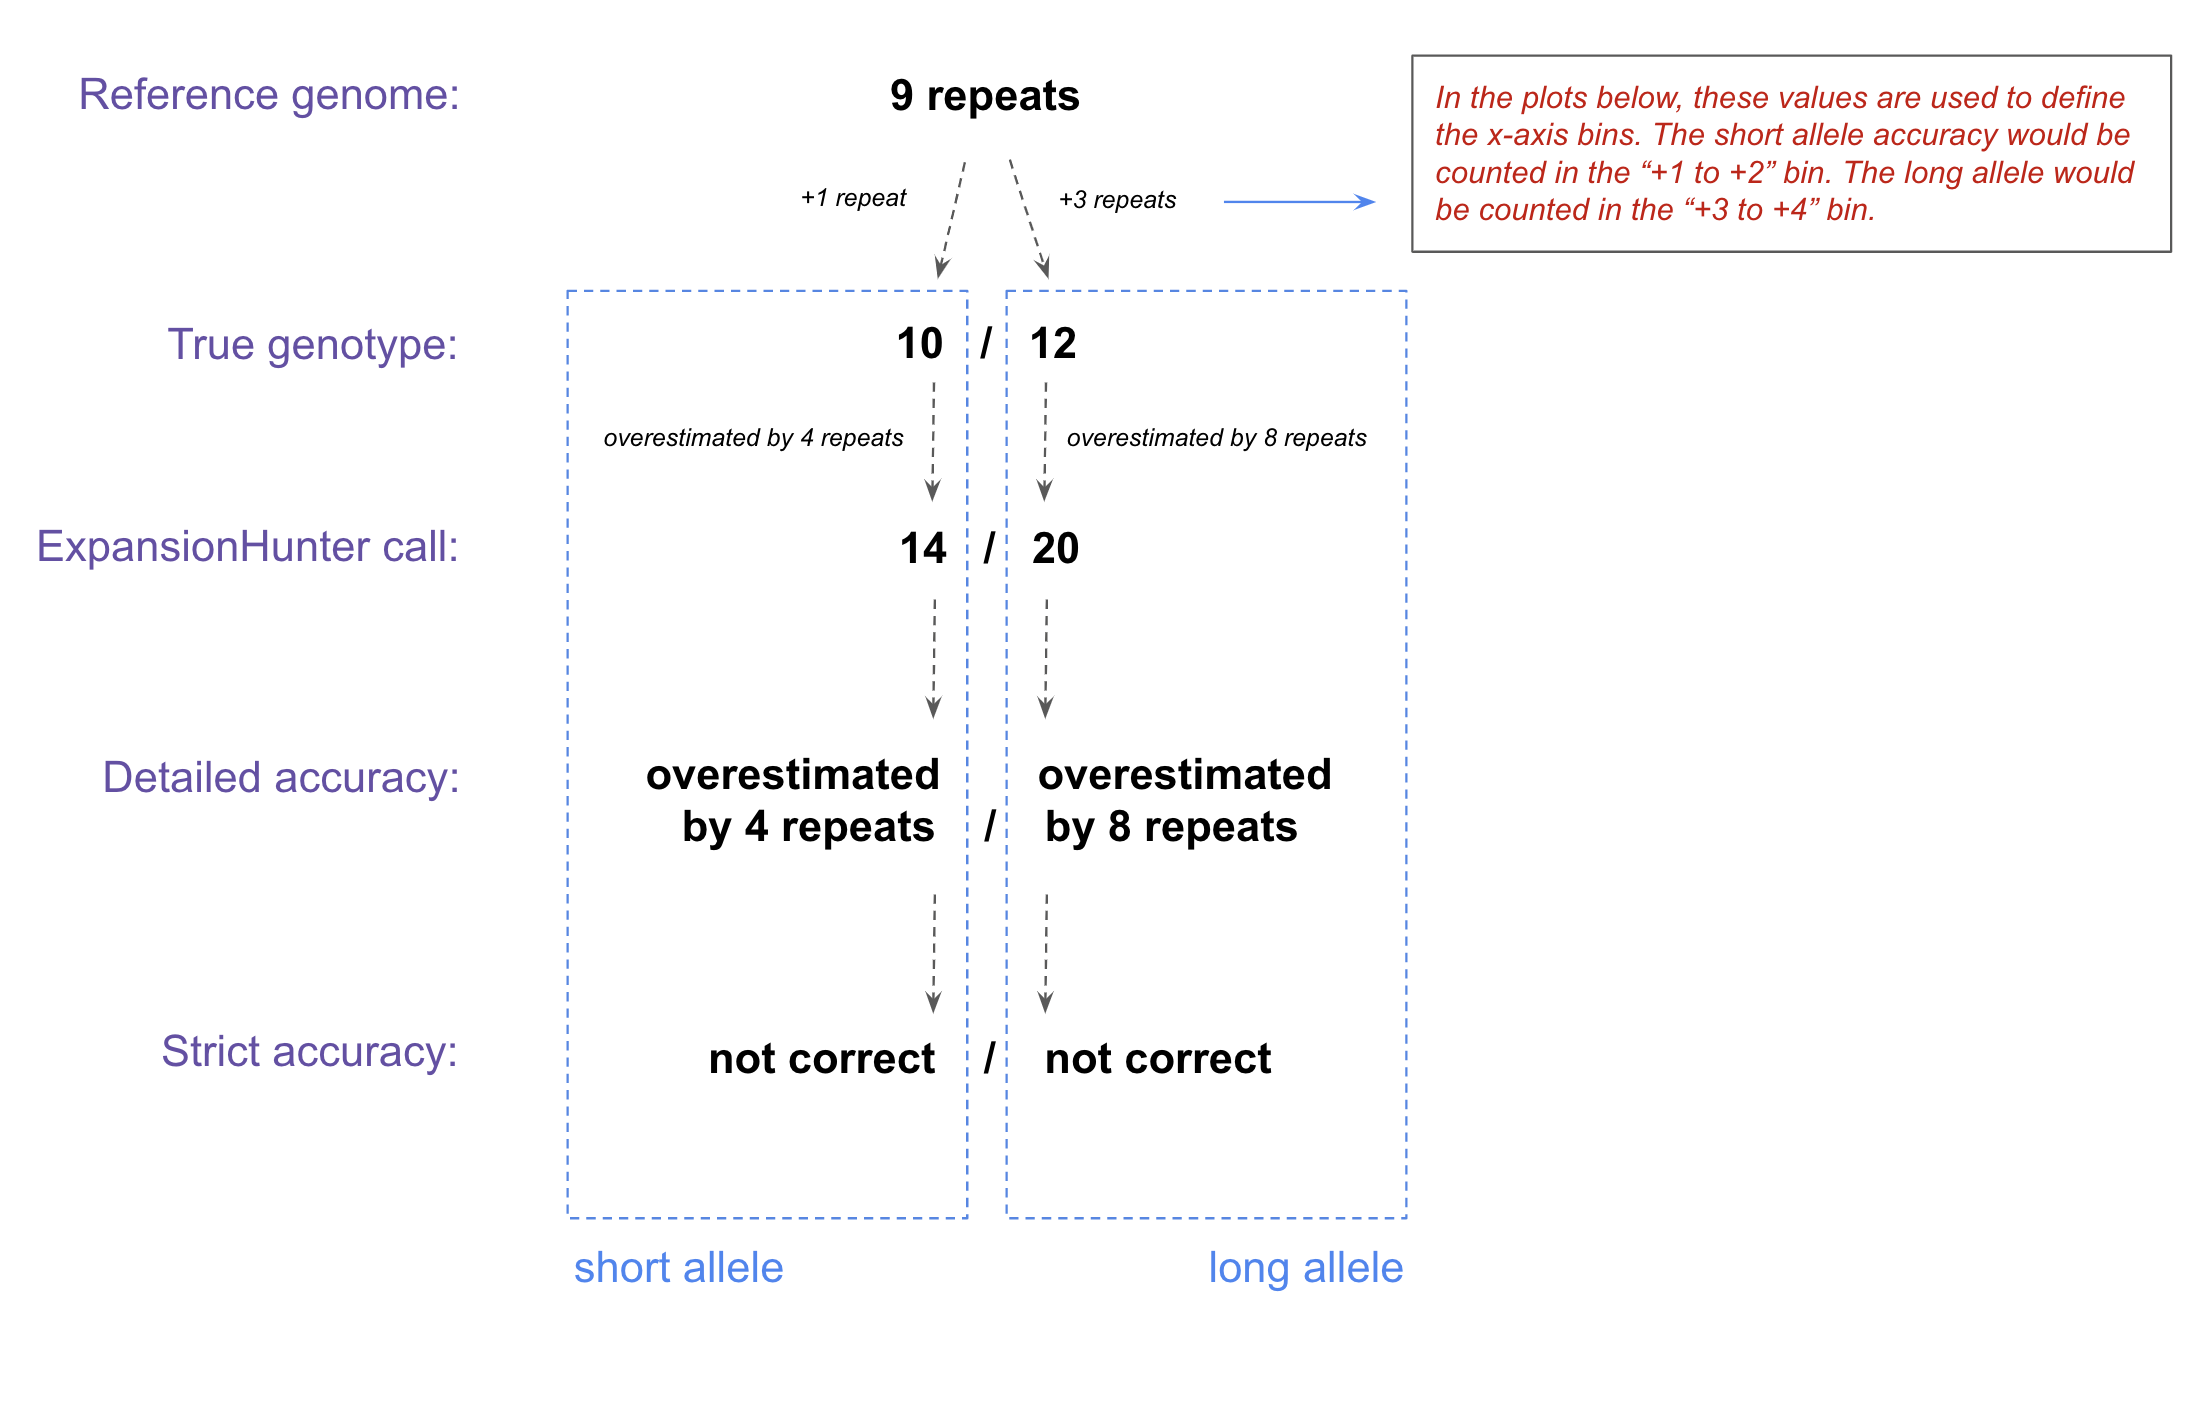 Reference genome:
9 repeats
In the plots below, these values are used to define
the x-axis bins. The short allele accuracy would be
counted in the “+1 to +2” bin. The long allele would
be counted in the “+3 to +4” bin.
+1 repeat
+3 repeats
True genotype:
10 / 12
overestimated by 4 repeats
overestimated by 8 repeats
ExpansionHunter call:
14 / 20
Detailed accuracy:
overestimated overestimated
by 4 repeats / by 8 repeats
Strict accuracy:
not correct / not correct
short allele
long allele